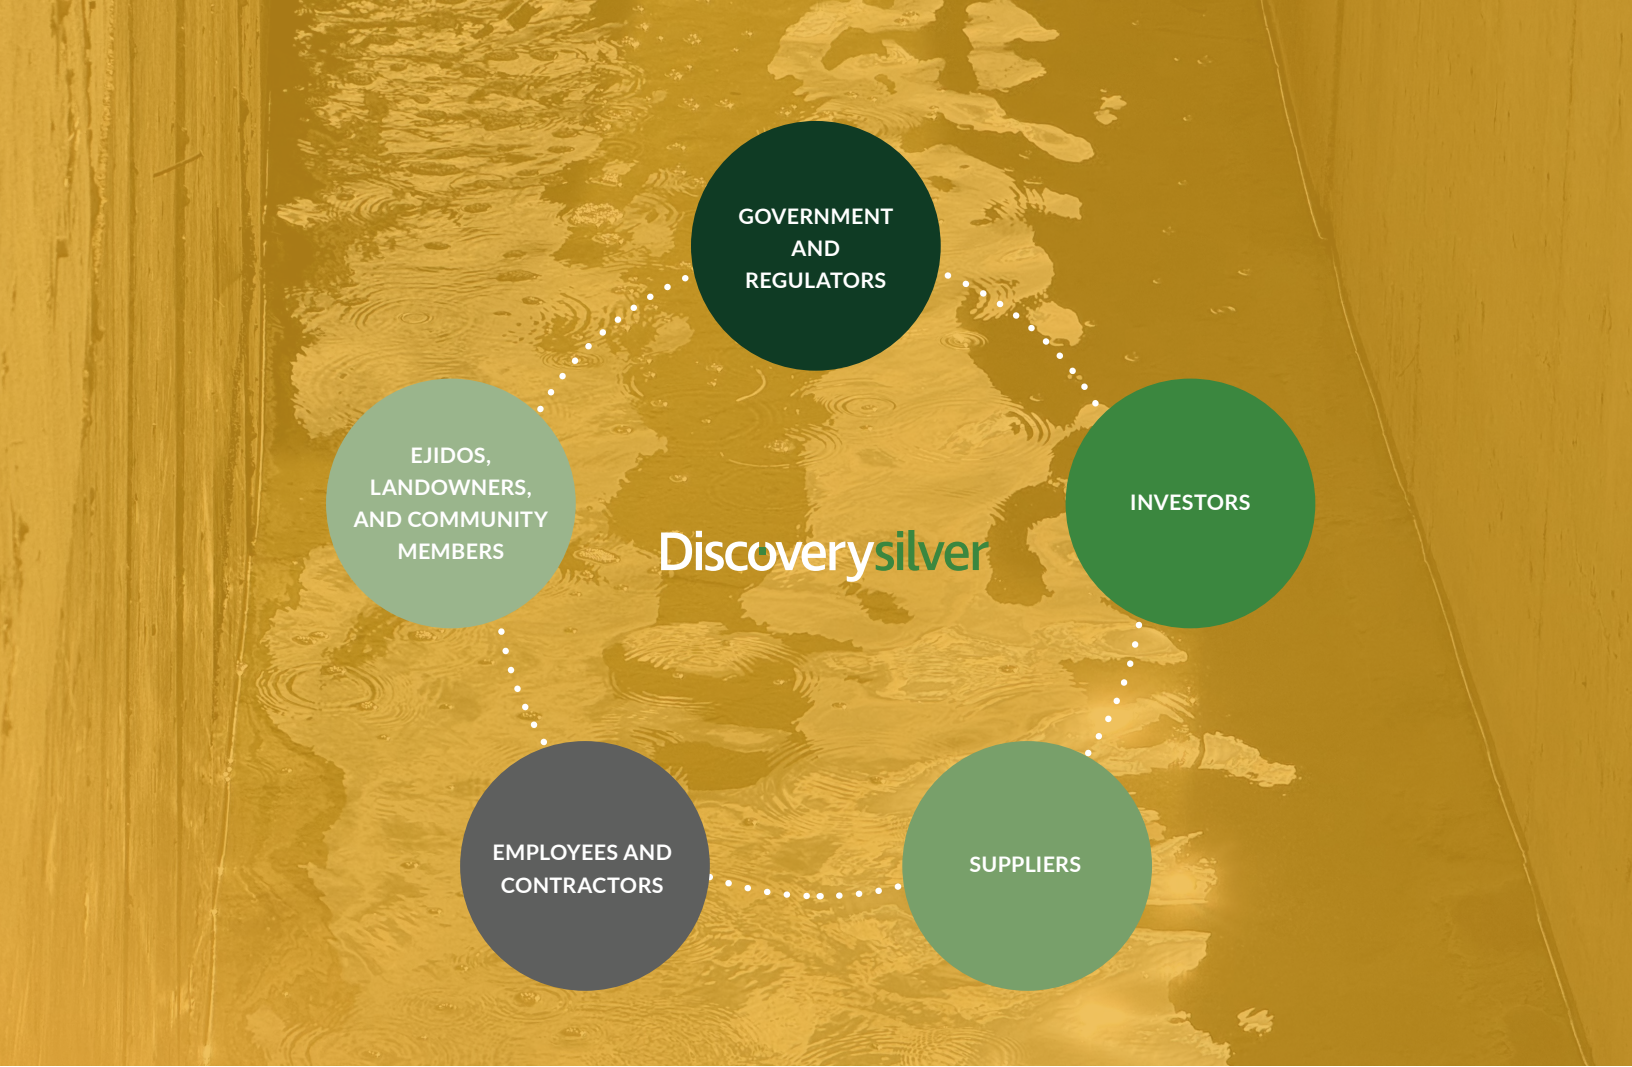 GOVERNMENT
AND
REGULATORS
EJIDOS,
LANDOWNERS,
AND COMMUNITY
MEMBERS
INVESTORS
Discoverysilver
EMPLOYEES AND
CONTRACTORS
SUPPLIERS